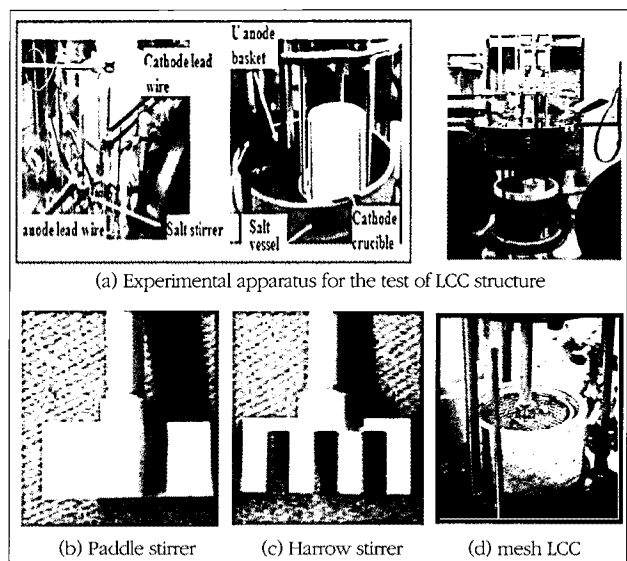 Cathode lead
wire
anode lead wire
Salt stirrer
U anode
basket
Salt
vessel
Cathode
crucible
(a) Experimental apparatus for the test of LCC structure
(b) Paddle stirrer
(c) Harrow stirrer
(d) mesh LCC